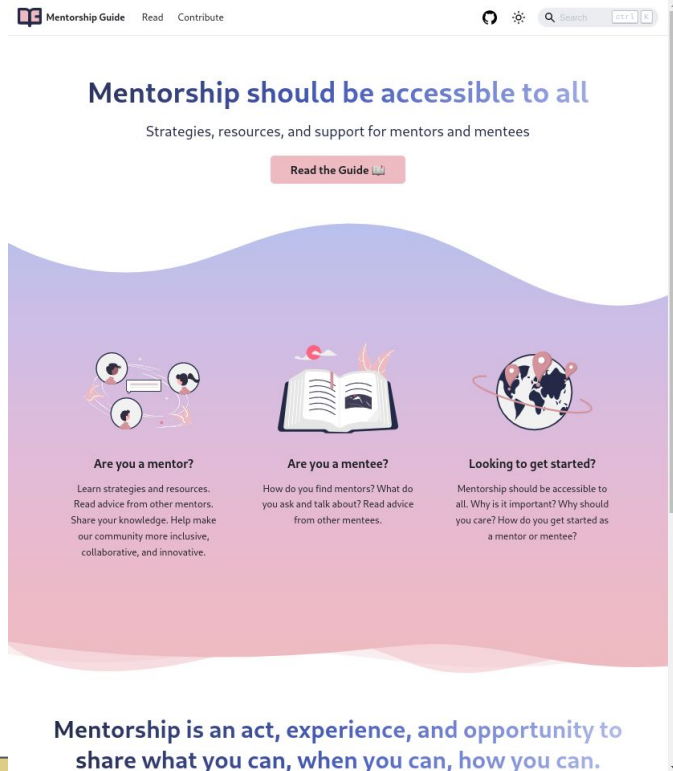 Mentorship Guide Read Contribute Search ctrl K
Mentorship should be accessible to all
Strategies, resources, and support for mentors and mentees
Read the Guide 📖
Are you a mentor?
Learn strategies and resources.
Read advice from other mentors.
Share your knowledge. Help make
our community more inclusive,
collaborative, and innovative.
Are you a mentee?
How do you find mentors? What do
you ask and talk about? Read advice
from other mentees.
Looking to get started?
Mentorship should be accessible to
all. Why is it important? Why should
you care? How do you get started as
a mentor or mentee?
Mentorship is an act, experience, and opportunity to
share what you can, when you can, how you can.